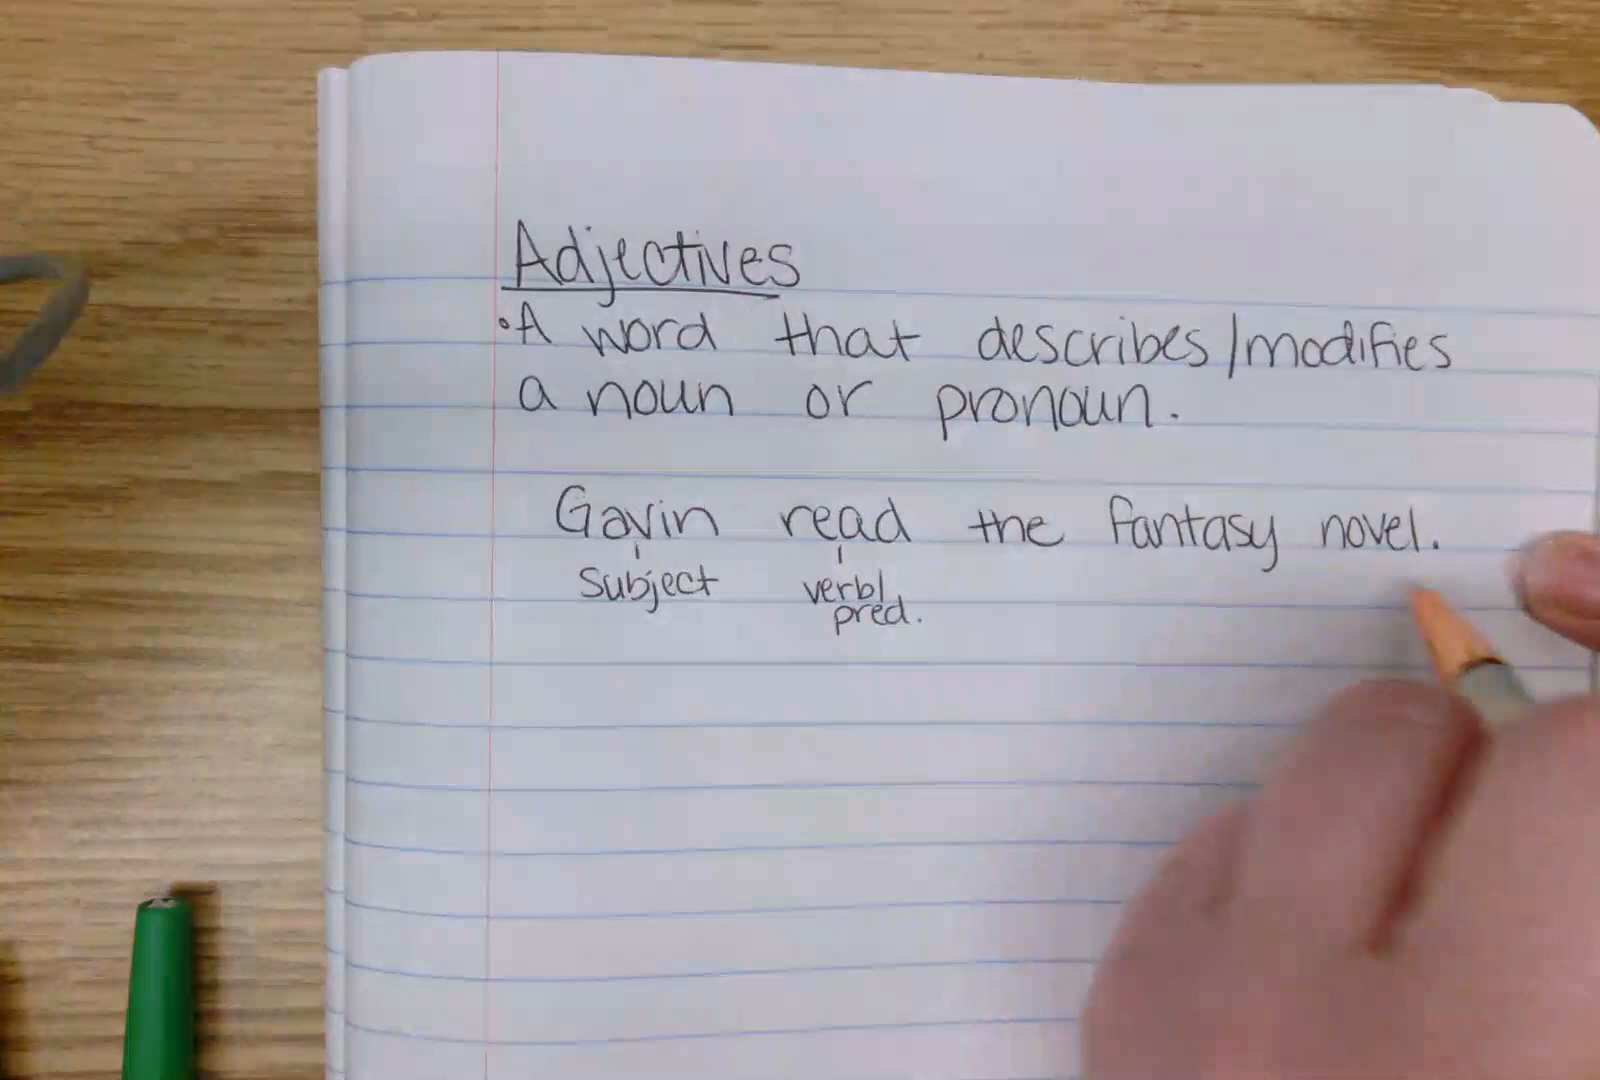 Adjectives
•A word that describes/modifies
a noun or pronoun.
Gavin read the fantasy novel.
Subject verb/
pred.